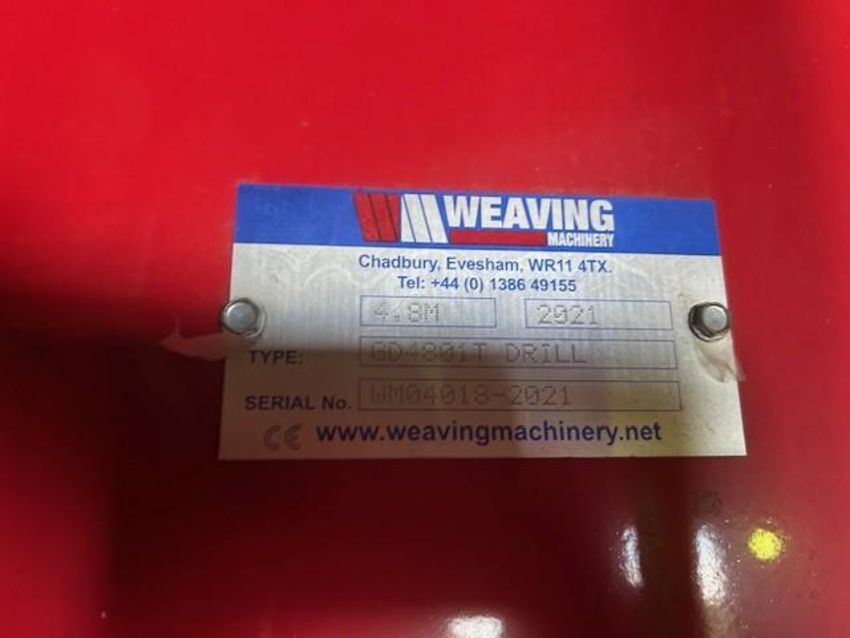 WM WEAVING
MACHINERY
Chadbury, Evesham, WR11 4TX.
Tel: +44 (0) 1386 49155
4.8M 2021
TYPE: GD4801T DRILL
SERIAL No. WM04018-2021
CE www.weavingmachinery.net